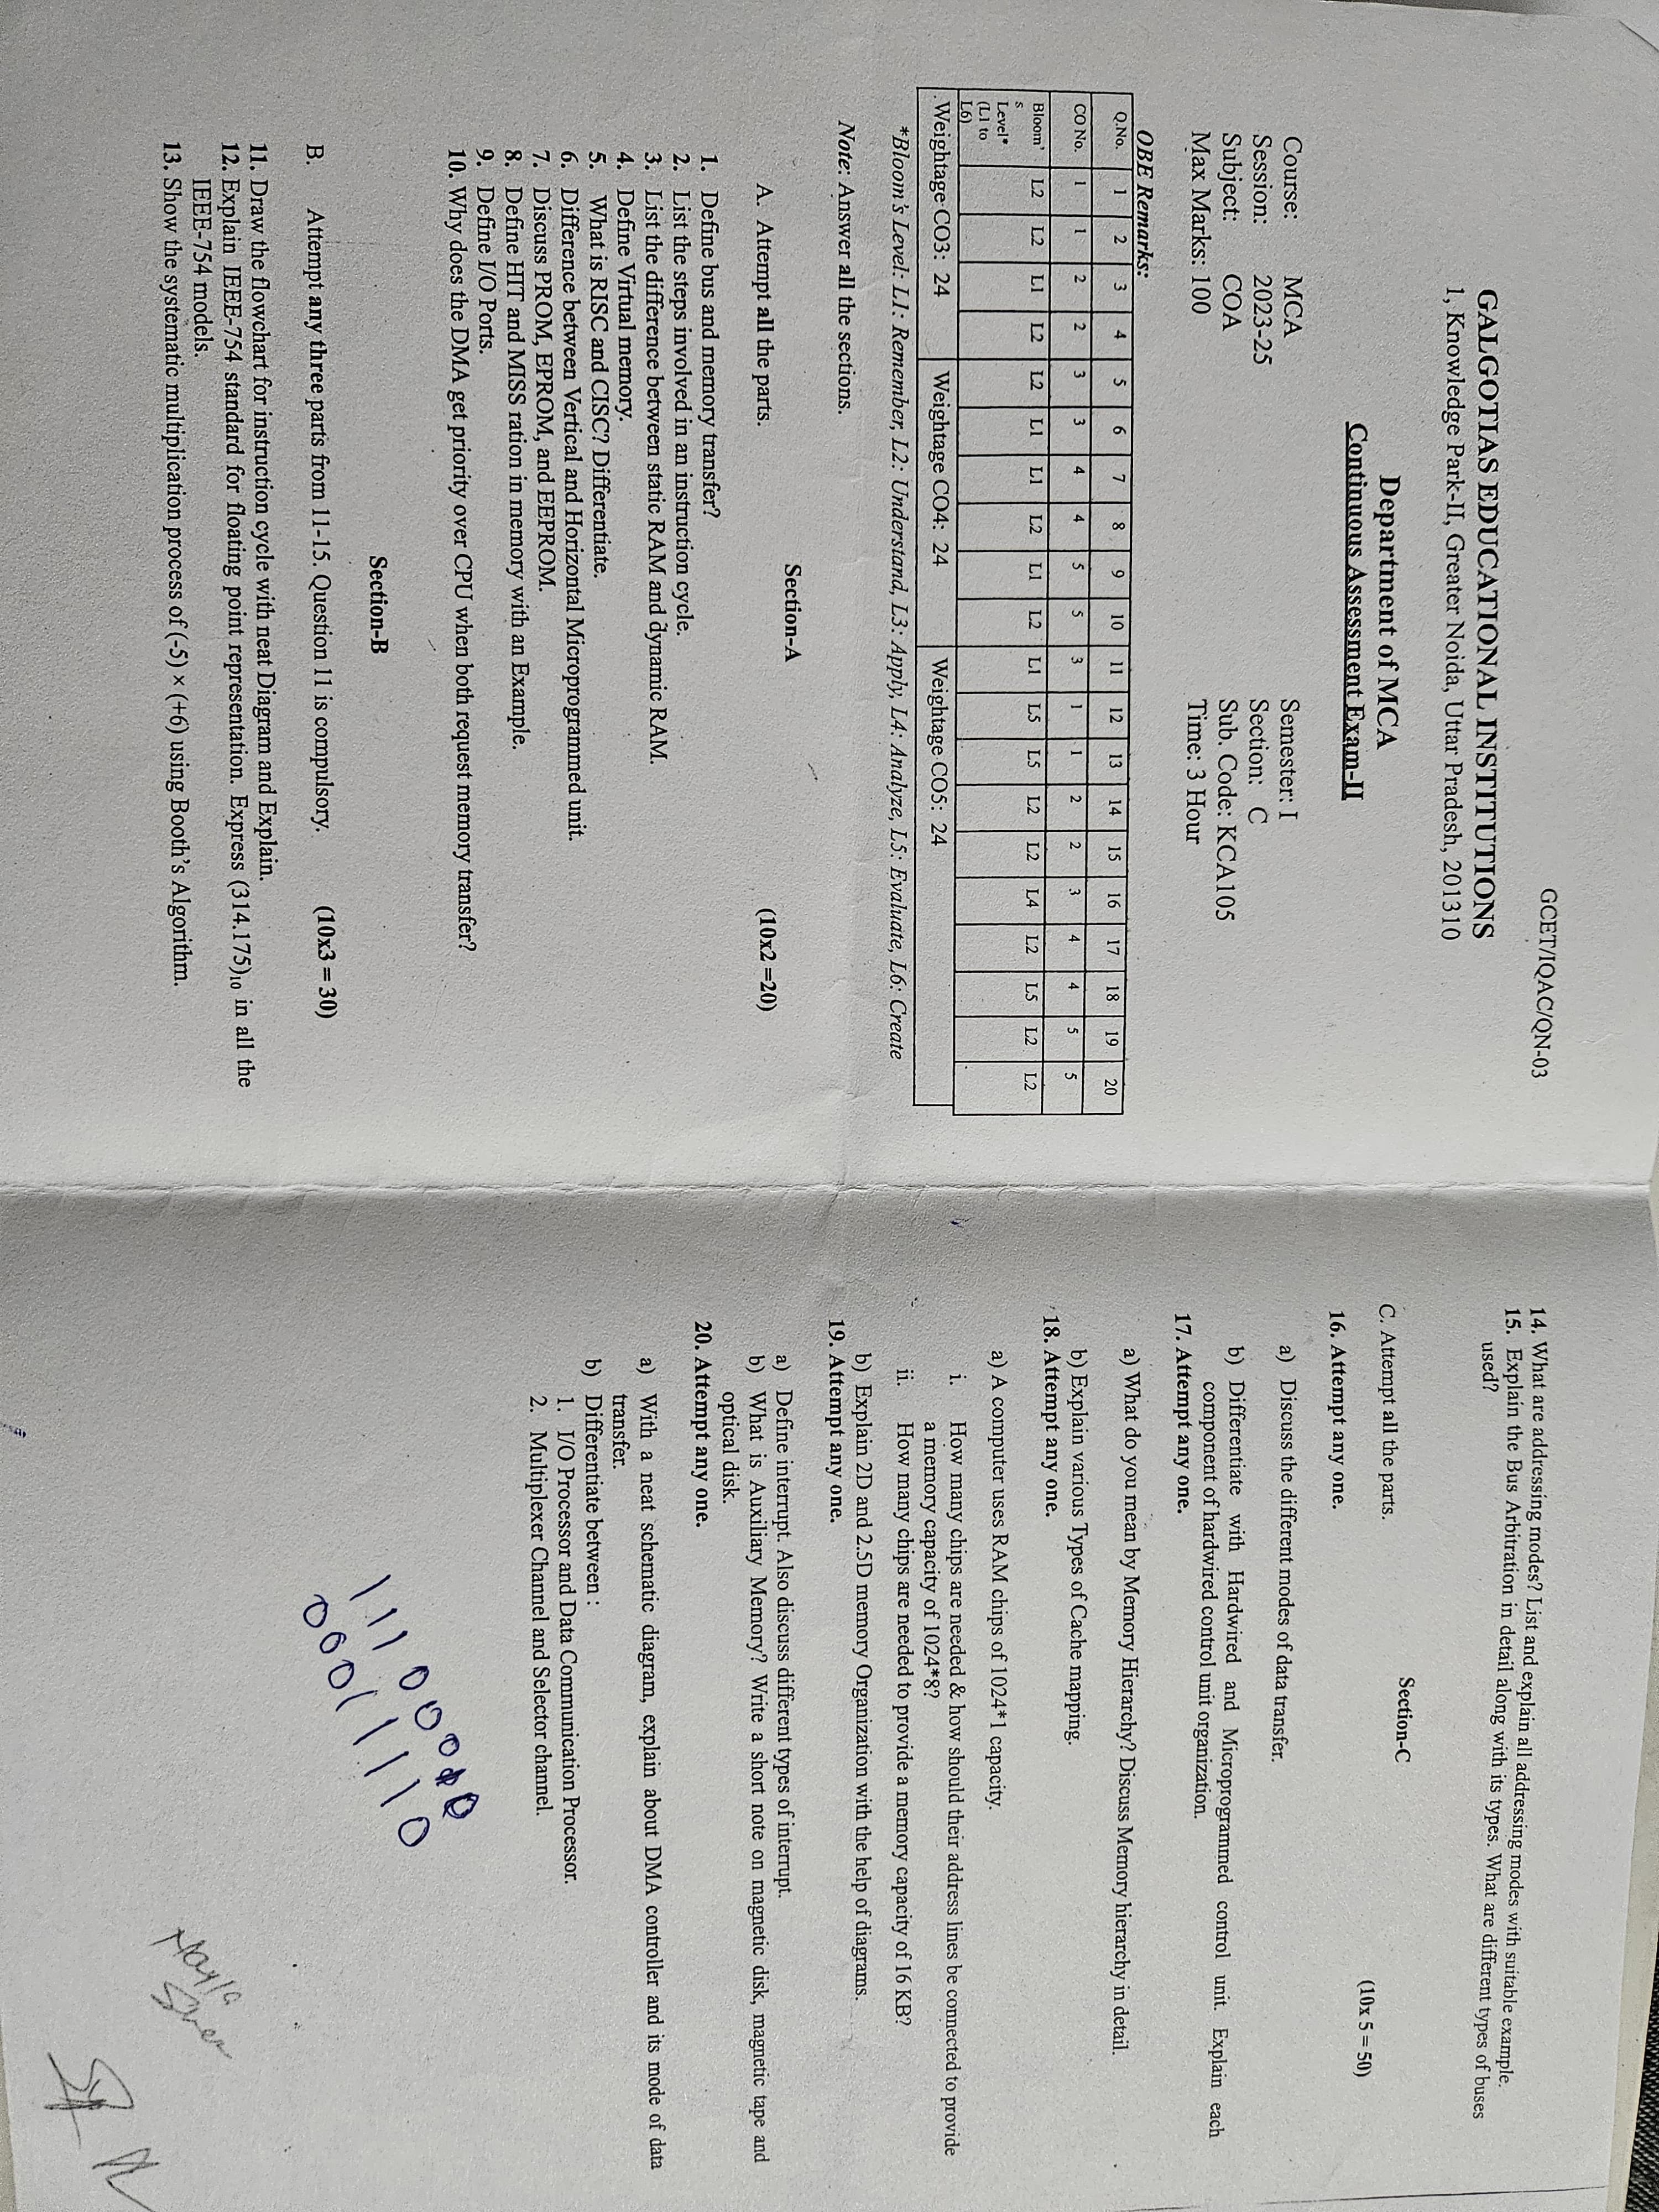 GCET/IQAC/QN-03
GALGOTIAS EDUCATIONAL INSTITUTIONS
1, Knowledge Park-II, Greater Noida, Uttar Pradesh, 201310
Department of MCA
Continuous Assessment Exam-II
Course: MCA Semester: I
Session: 2023-25 Section: C
Subject: COA Sub. Code: KCA105
Max Marks: 100 Time: 3 Hour
OBE Remarks:
Q.No. 1 2 3 4 5 6 7 8 9 10 11 12 13 14 15 16 17 18 19 20
CO No. 1 1 2 2 3 3 4 4 5 5 3 1 1 2 2 3 4 4 5 5
Bloom' L2 L2 L1 L2 L2 L1 L1 L2 L1 L2 L1 L5 L5 L2 L2 L4 L2 L5 L2 L2
s
Level*
(L1 to
L6)
Weightage CO3: 24 Weightage CO4: 24 Weightage CO5: 24
*Bloom's Level: L1: Remember, L2: Understand, L3: Apply, L4: Analyze, L5: Evaluate, L6: Create
Note: Answer all the sections.
Section-A
A. Attempt all the parts. (10x2 =20)
1. Define bus and memory transfer?
2. List the steps involved in an instruction cycle.
3. List the difference between static RAM and dynamic RAM.
4. Define Virtual memory.
5. What is RISC and CISC? Differentiate.
6. Difference between Vertical and Horizontal Microprogrammed unit.
7. Discuss PROM, EPROM, and EEPROM.
8. Define HIT and MISS ration in memory with an Example.
9. Define I/O Ports.
10. Why does the DMA get priority over CPU when both request memory transfer?
Section-B
B. Attempt any three parts from 11-15. Question 11 is compulsory. (10x3 = 30)
11. Draw the flowchart for instruction cycle with neat Diagram and Explain.
12. Explain IEEE-754 standard for floating point representation. Express (314.175)₁₀ in all the
IEEE-754 models.
13. Show the systematic multiplication process of (-5) × (+6) using Booth's Algorithm.
14. What are addressing modes? List and explain all addressing modes with suitable example.
15. Explain the Bus Arbitration in detail along with its types. What are different types of buses
used?
Section-C
C. Attempt all the parts. (10x 5 = 50)
16. Attempt any one.
a) Discuss the different modes of data transfer.
b) Differentiate with Hardwired and Microprogrammed control unit. Explain each
component of hardwired control unit organization.
17. Attempt any one.
a) What do you mean by Memory Hierarchy? Discuss Memory hierarchy in detail.
b) Explain various Types of Cache mapping.
18. Attempt any one.
a) A computer uses RAM chips of 1024*1 capacity.
i. How many chips are needed & how should their address lines be connected to provide
a memory capacity of 1024*8?
ii. How many chips are needed to provide a memory capacity of 16 KB?
b) Explain 2D and 2.5D memory Organization with the help of diagrams.
19. Attempt any one.
a) Define interrupt. Also discuss different types of interrupt.
b) What is Auxiliary Memory? Write a short note on magnetic disk, magnetic tape and
optical disk.
20. Attempt any one.
a) With a neat schematic diagram, explain about DMA controller and its mode of data
transfer.
b) Differentiate between :
1. I/O Processor and Data Communication Processor.
2. Multiplexer Channel and Selector channel.
00011110